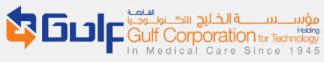 القابضة
مؤسسة الخليج للتكنولوجيا
Gulf
Holding
Gulf Corporation for Technology
In Medical Care Since 1945